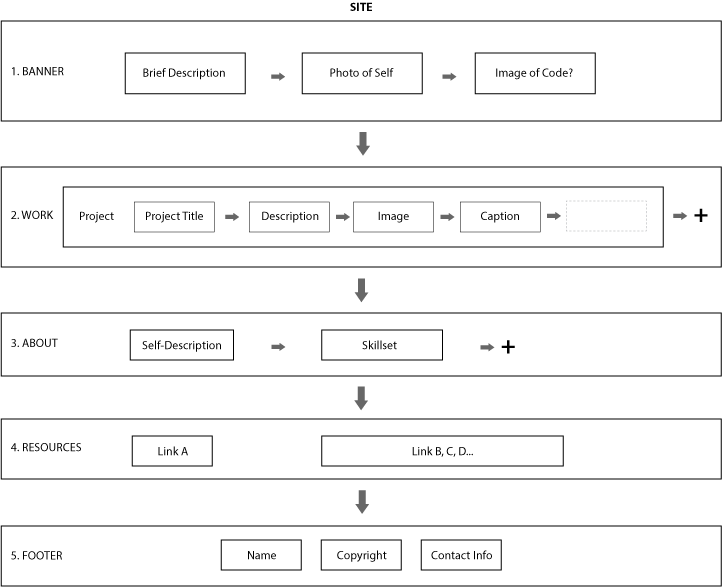 SITE
1. BANNER
Brief Description
Photo of Self
Image of Code?
2. WORK
Project
Project Title
Description
Image
Caption
+
3. ABOUT
Self-Description
Skillset
+
4. RESOURCES
Link A
Link B, C, D...
5. FOOTER
Name
Copyright
Contact Info